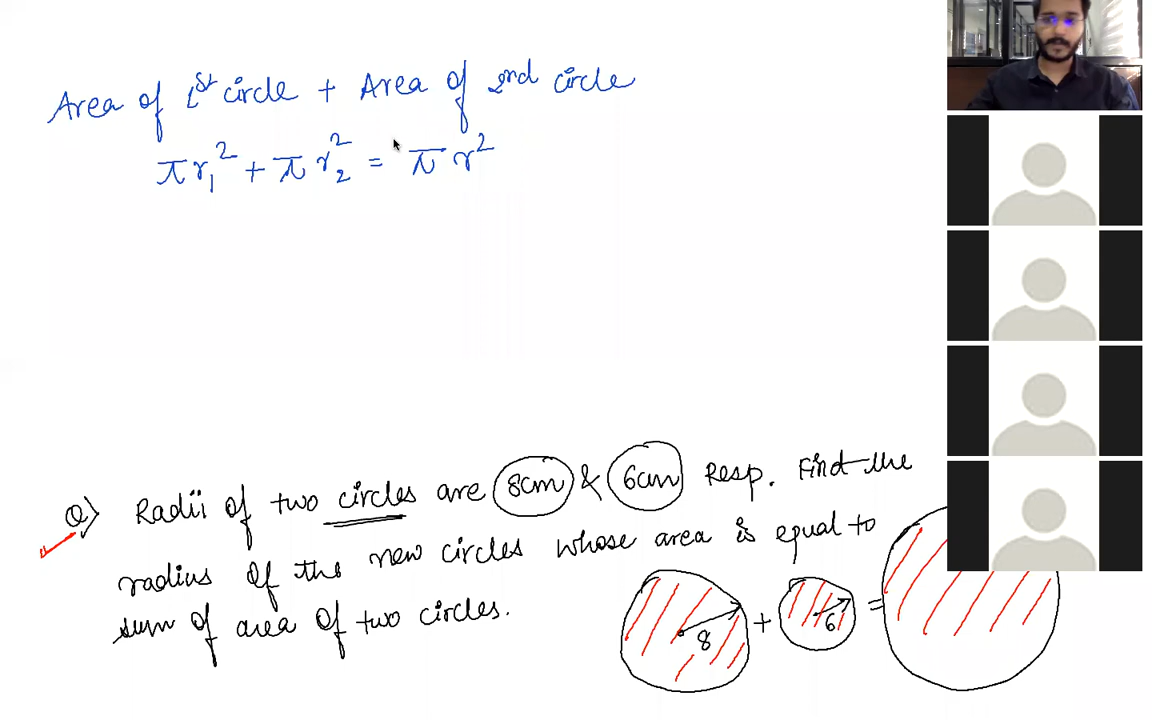 Area of 1st circle + Area of 2nd circle
πr₁² + πr₂² = πr²
Q) Radii of two circles are 8cm & 6cm Resp. Find the
radius of the new circles whose area is equal to
sum of area of two circles.
8 + 6 =